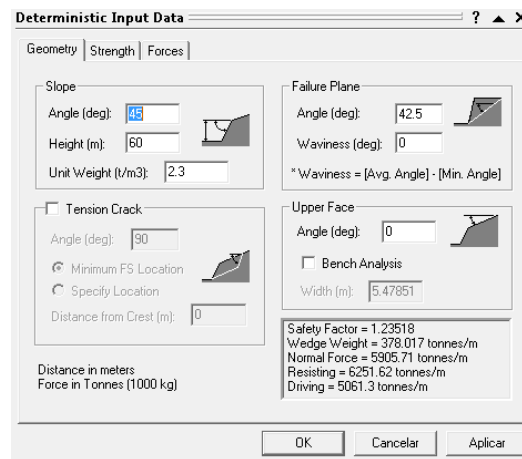 Deterministic Input Data
Geometry Strength Forces
Slope
Angle (deg): 45
Height (m): 60
Unit Weight (t/m3): 2.3
Failure Plane
Angle (deg): 42.5
Waviness (deg): 0
* Waviness = [Avg. Angle] - [Min. Angle]
Tension Crack
Angle (deg): 90
Minimum FS Location
Specify Location
Distance from Crest (m): 0
Upper Face
Angle (deg): 0
Bench Analysis
Width (m): 5.47851
Distance in meters
Force in Tonnes (1000 kg)
Safety Factor = 1.23518
Wedge Weight = 378.017 tonnes/m
Normal Force = 5905.71 tonnes/m
Resisting = 6251.62 tonnes/m
Driving = 5061.3 tonnes/m
OK Cancelar Aplicar